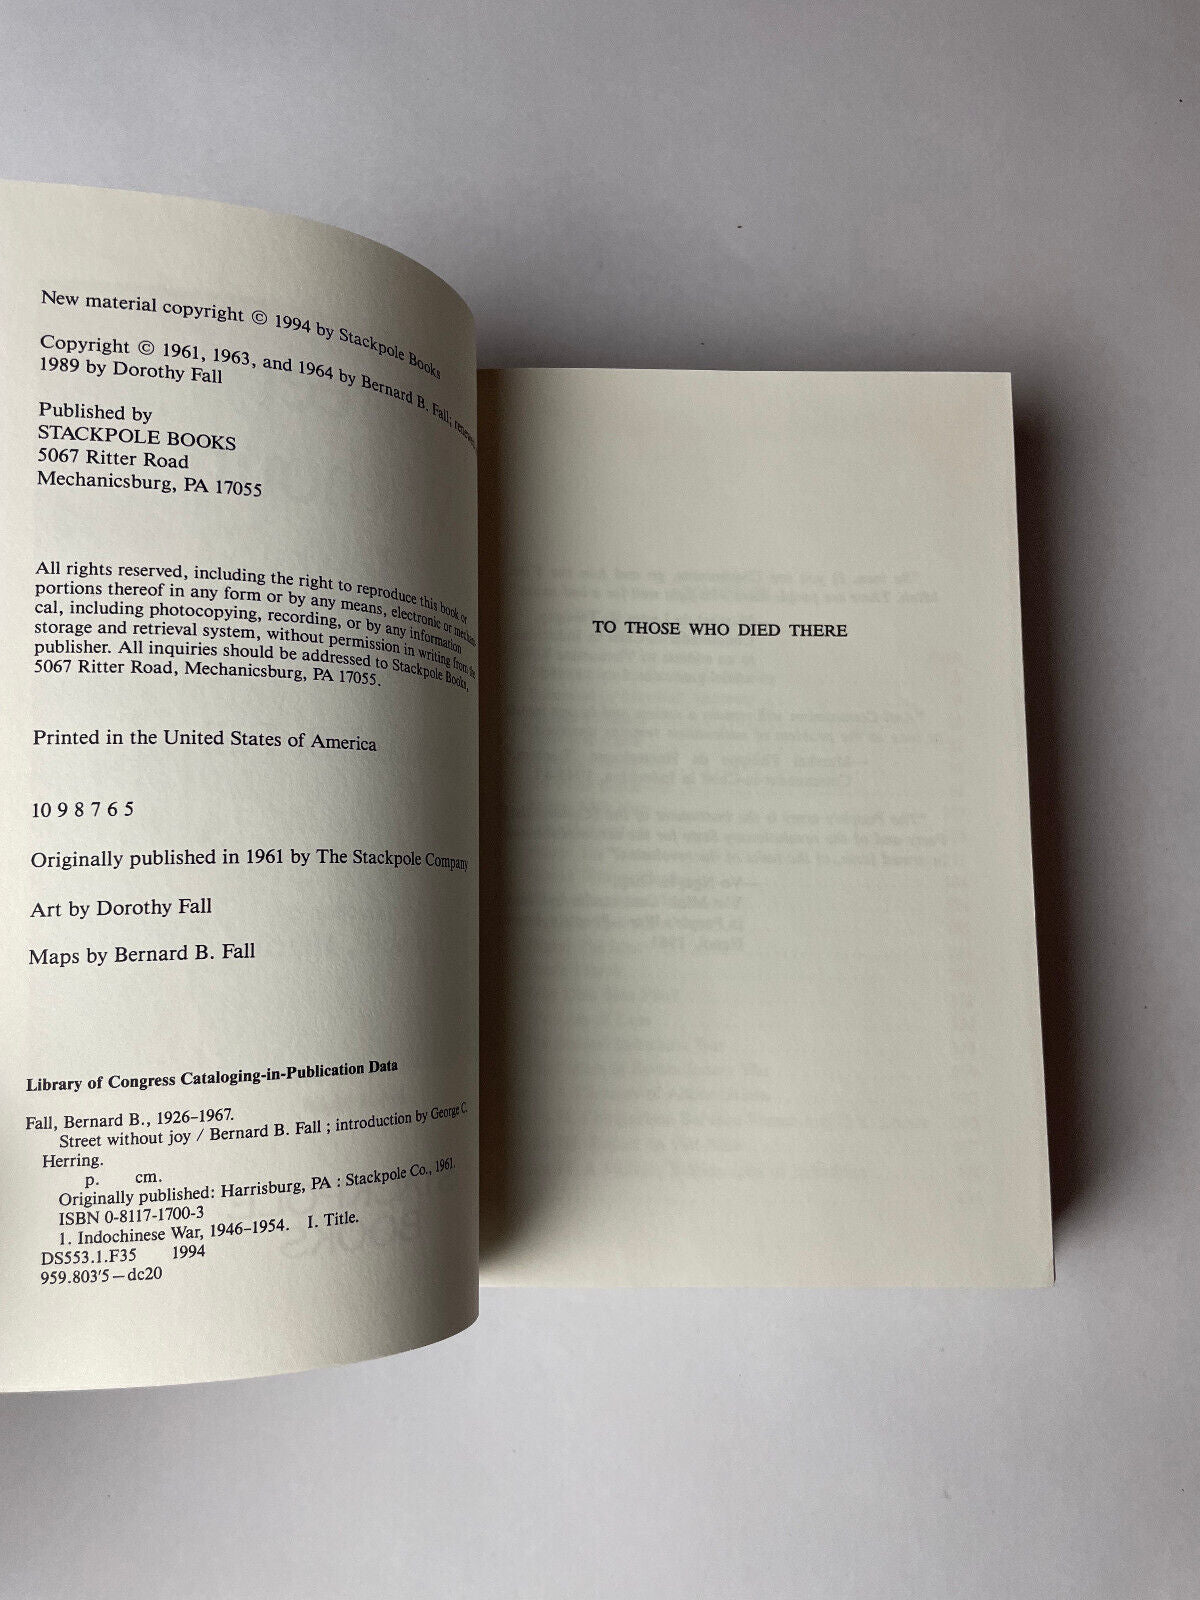 New material copyright © 1994 by Stackpole Books
Copyright © 1961, 1963, and 1964 by Bernard B. Fall; renewed
1989 by Dorothy Fall
Published by
STACKPOLE BOOKS
5067 Ritter Road
Mechanicsburg, PA 17055
All rights reserved, including the right to reproduce this book or
portions thereof in any form or by any means, electronic or mechani-
cal, including photocopying, recording, or by any information
storage and retrieval system, without permission in writing from the
publisher. All inquiries should be addressed to Stackpole Books,
5067 Ritter Road, Mechanicsburg, PA 17055.
Printed in the United States of America
10 9 8 7 6 5
Originally published in 1961 by The Stackpole Company
Art by Dorothy Fall
Maps by Bernard B. Fall
Library of Congress Cataloging-in-Publication Data
Fall, Bernard B., 1926–1967.
Street without joy / Bernard B. Fall ; introduction by George C.
Herring.
p. cm.
Originally published: Harrisburg, PA : Stackpole Co., 1961.
ISBN 0-8117-1700-3
1. Indochinese War, 1946–1954. I. Title.
DS553.1.F35 1994
959.803'5—dc20
TO THOSE WHO DIED THERE